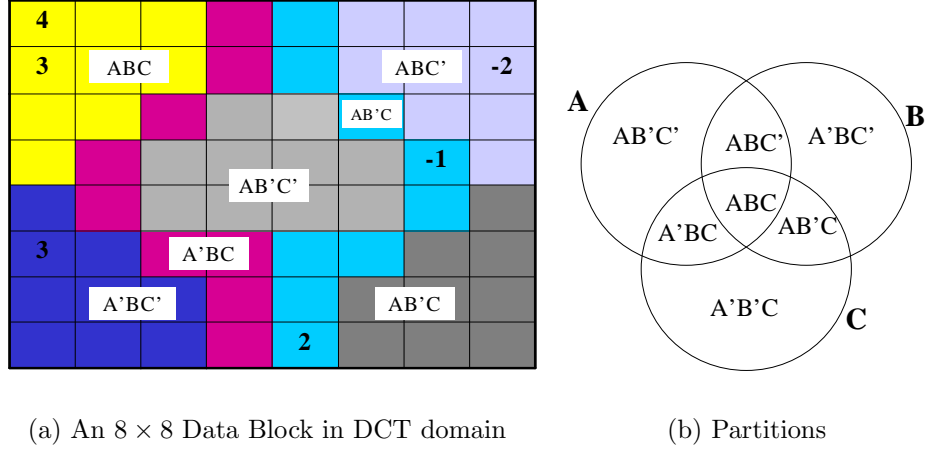 4
3 ABC ABC' -2
AB'C
-1
AB'C'
3 A'BC
A'BC' AB'C
2
A B
AB'C' ABC' A'BC'
ABC
A'BC AB'C
A'B'C
C
(a) An 8 × 8 Data Block in DCT domain
(b) Partitions